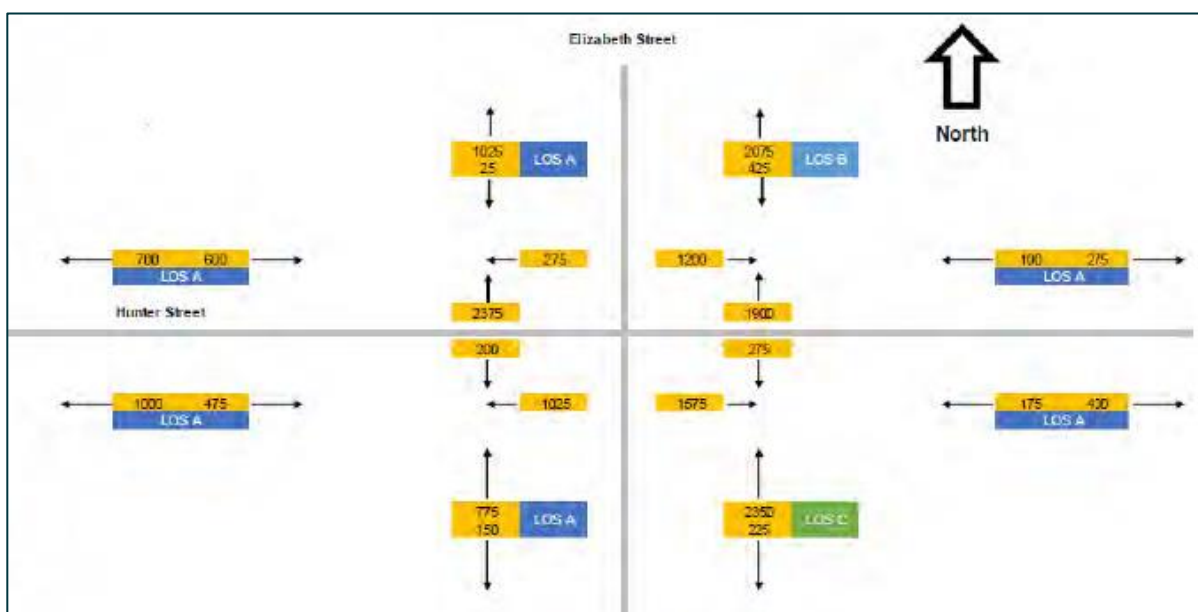 Elizabeth Street
North
1025
25
LOS A
2075
425
LOS B
700 600
LOS A
275
1200
100 275
LOS A
Hunter Street
2375
1900
200
275
1000 475
LOS A
1025
1575
175 400
LOS A
775
150
LOS A
2350
225
LOS C